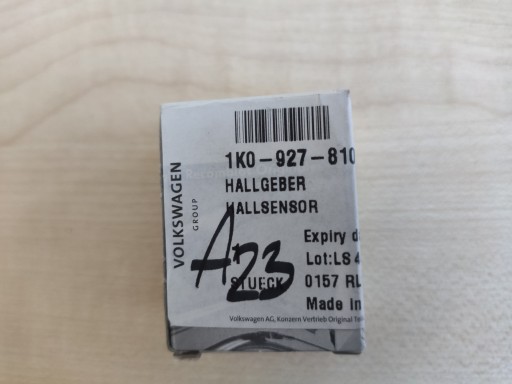 1K0-927-810
HALLGEBER
HALLSENSOR
VOLKSWAGEN
GROUP
Expiry d
Lot:LS 4
A23
STUECK
0157 RL
Made in
Volkswagen AG, Konzern Vertrieb Original Teil